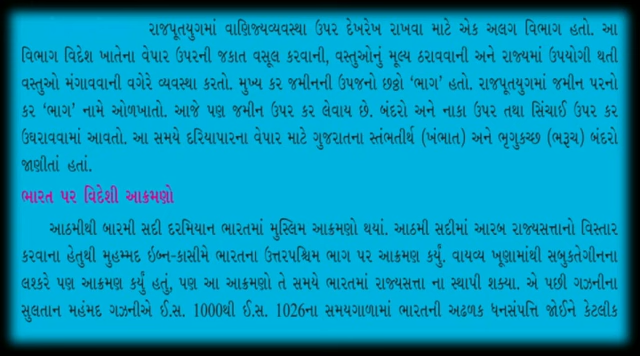 રાજપૂતયુગમાં વાણિજ્યવ્યવસ્થા ઉપર દેખરેખ રાખવા માટે એક અલગ વિભાગ હતો. આ
વિભાગ વિદેશ ખાતેના વેપાર ઉપરની જકાત વસૂલ કરવાની, વસ્તુઓનું મૂલ્ય ઠરાવવાની અને રાજ્યમાં ઉપયોગી થતી
વસ્તુઓ મંગાવવાની વગેરે વ્યવસ્થા કરતો. મુખ્ય કર જમીનની ઉપજનો છઠ્ઠો ‘ભાગ’ હતો. રાજપૂતયુગમાં જમીન પરનો
કર ‘ભાગ’ નામે ઓળખાતો. આજે પણ જમીન ઉપર કર લેવાય છે. બંદરો અને નાકા ઉપર તથા સિંચાઈ ઉપર કર
ઉઘરાવવામાં આવતો. આ સમયે દરિયાપારના વેપાર માટે ગુજરાતના સ્તંભતીર્થ (ખંભાત) અને ભૃગુકચ્છ (ભરૂચ) બંદરો
જાણીતાં હતાં.
ભારત પર વિદેશી આક્રમણો
આઠમીથી બારમી સદી દરમિયાન ભારતમાં મુસ્લિમ આક્રમણો થયાં. આઠમી સદીમાં આરબ રાજ્યસત્તાનો વિસ્તાર
કરવાના હેતુથી મુહમ્મદ ઇબ્ન-કાસીમે ભારતના ઉત્તરપશ્ચિમ ભાગ પર આક્રમણ કર્યું. વાયવ્ય ખૂણામાંથી સબુક્તેગીનના
લશ્કરે પણ આક્રમણ કર્યું હતું, પણ આ આક્રમણો તે સમયે ભારતમાં રાજ્યસત્તા ના સ્થાપી શક્યા. એ પછી ગઝનીના
સુલતાન મહંમદ ગઝનીએ ઈ.સ. 1000થી ઈ.સ. 1026ના સમયગાળામાં ભારતની અઢળક ધનસંપત્તિ જોઈને કેટલીક